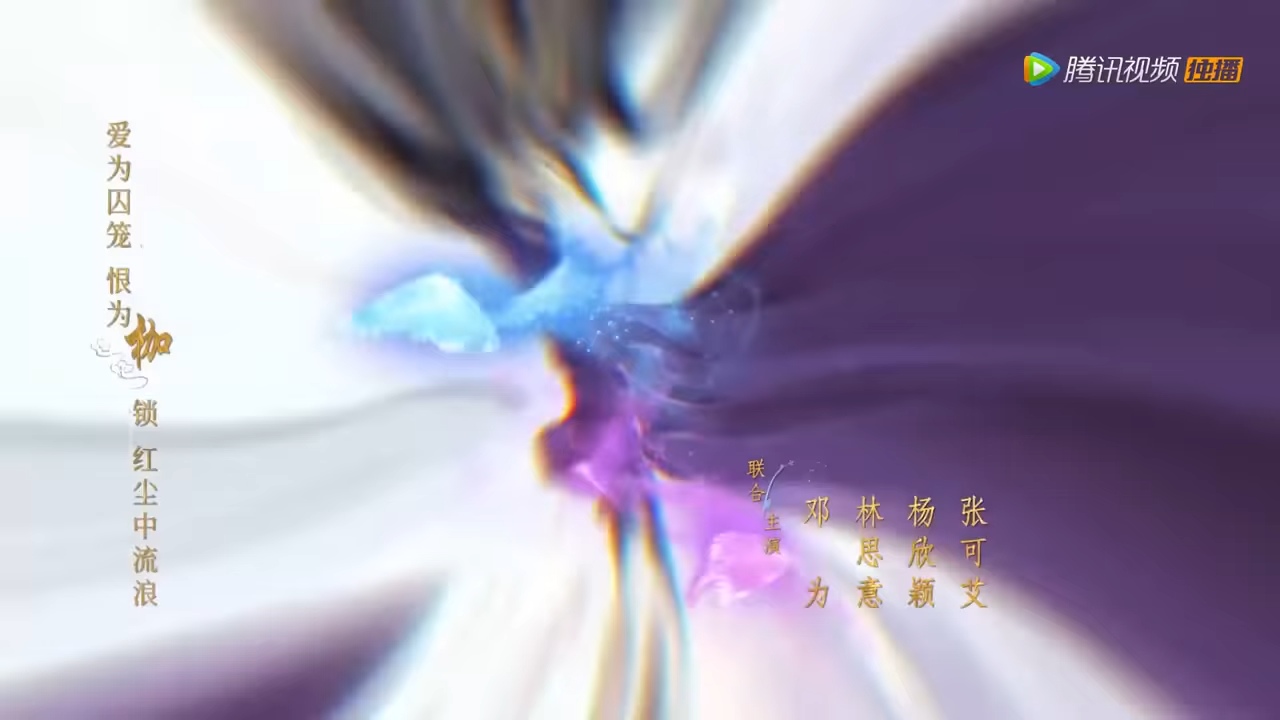 腾讯视频 独播
爱为囚笼 恨为枷锁 红尘中流浪
联合主演
邓为
林思意
杨欣颖
张可艾